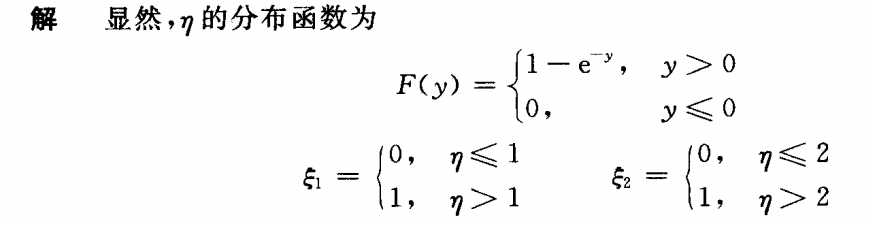 解 显然,η 的分布函数为
F(y) = { 1 − e^{−y}, y > 0
0, y ⩽ 0
ξ₁ = { 0, η ⩽ 1 ξ₂ = { 0, η ⩽ 2
1, η > 1 1, η > 2